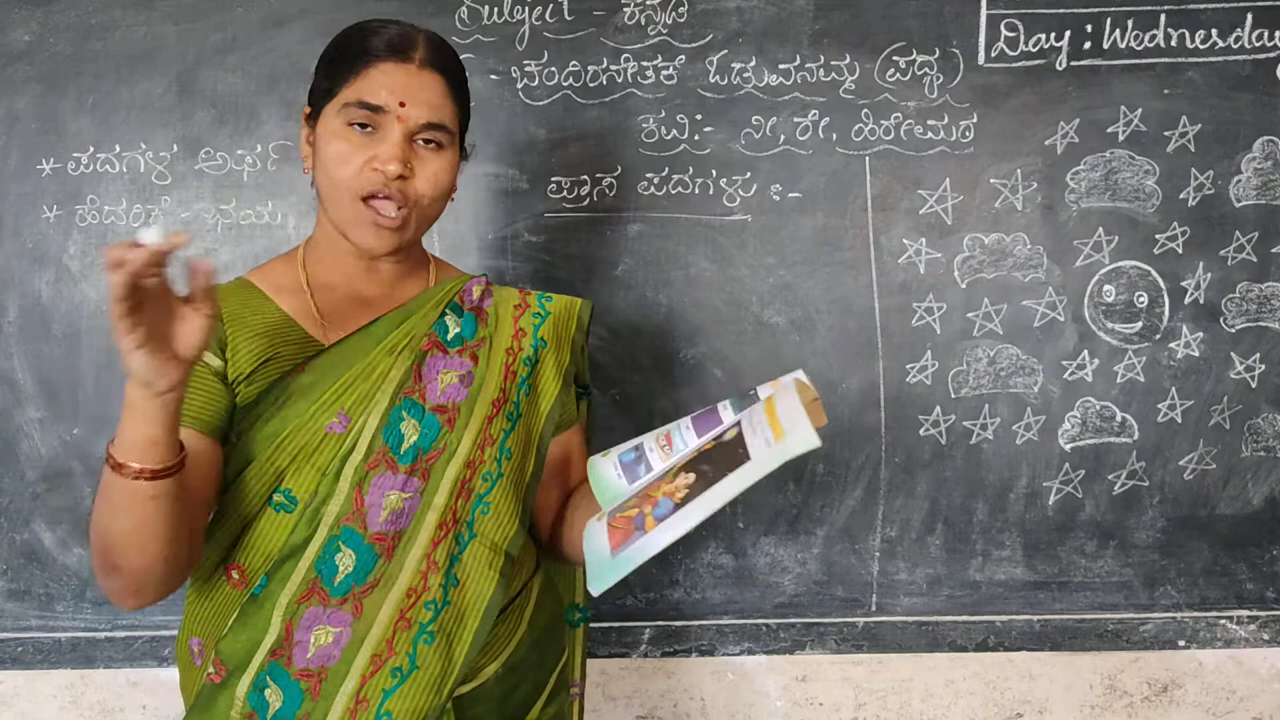 Subject - ಕನ್ನಡ
Day : Wednesday
- ಚಂದಿರನೇತಕೆ ಓಡುವನಮ್ಮ (ಪದ್ಯ)
ಕವಿ:- ನೀ, ರೇ, ಹಿರೇಮಠ
* ಪದಗಳ ಅರ್ಥ
* ಹೆದರಿಕೆ - ಭಯ
ಪ್ರಾಸ ಪದಗಳು :-